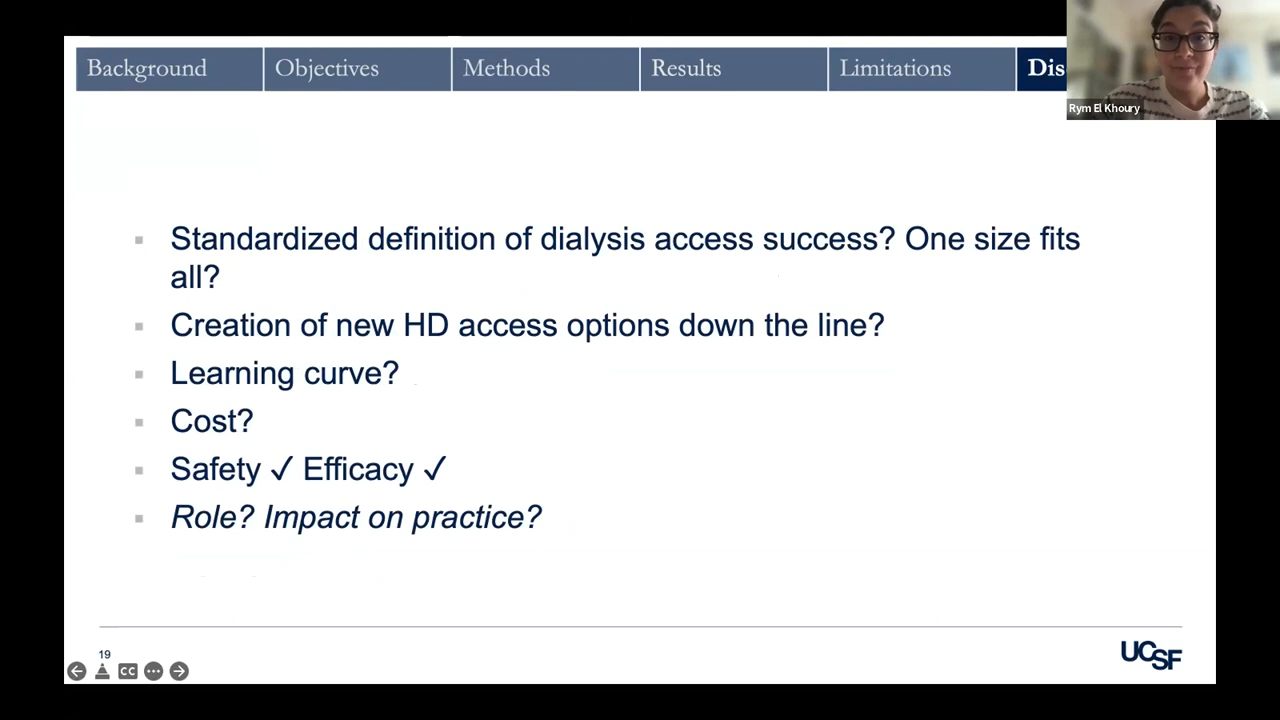 Background
Objectives
Methods
Results
Limitations
Dis
Rym El Khoury
Standardized definition of dialysis access success? One size fits
all?
Creation of new HD access options down the line?
Learning curve?
Cost?
Safety ✓ Efficacy ✓
Role? Impact on practice?
19
CC
UCSF